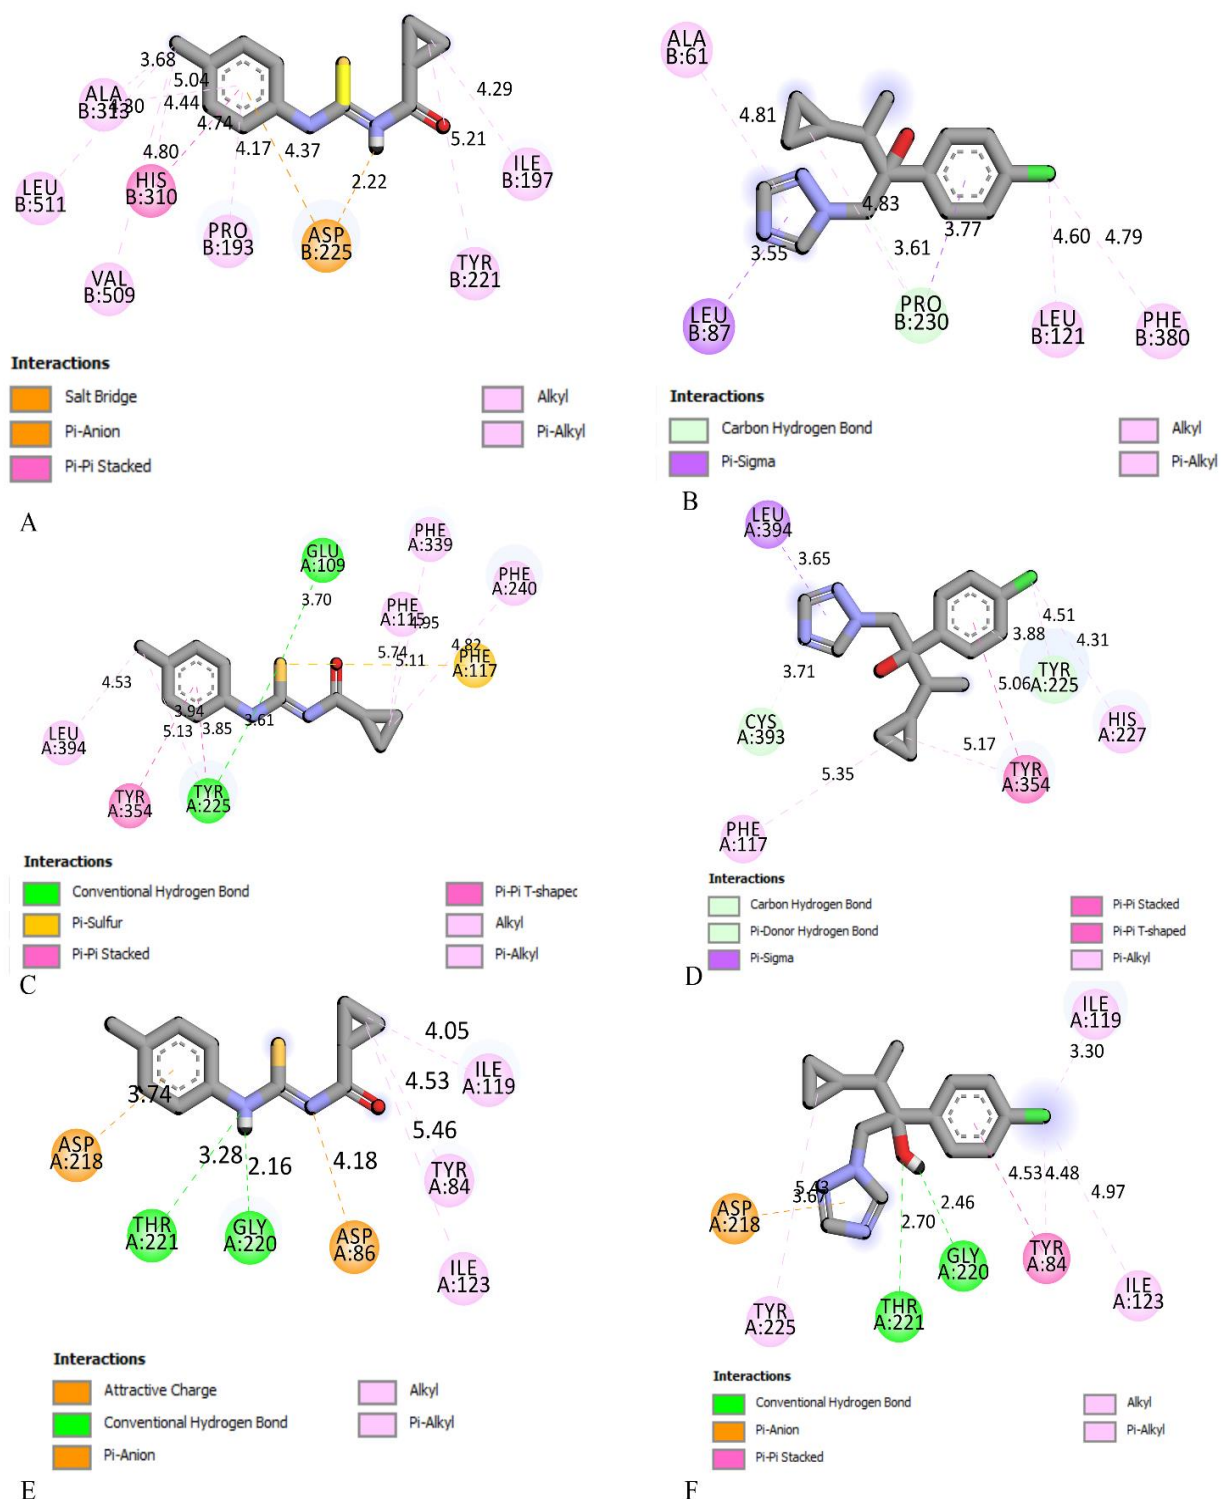 3.68
5.04
ALA
B:313
4.30
4.44
4.74
4.80
4.17
4.37
2.22
5.21
4.29
LEU
B:511
HIS
B:310
PRO
B:193
ASP
B:225
ILE
B:197
TYR
B:221
VAL
B:509
Interactions
Salt Bridge
Pi-Anion
Pi-Pi Stacked
Alkyl
Pi-Alkyl
A
ALA
B:61
4.81
4.83
3.55
3.61
3.77
4.60
4.79
LEU
B:87
PRO
B:230
LEU
B:121
PHE
B:380
Interactions
Carbon Hydrogen Bond
Pi-Sigma
Alkyl
Pi-Alkyl
B
GLU
A:109
3.70
PHE
A:339
PHE
A:240
PHE
A:115
4.95
5.74
5.11
4.82
PHE
A:117
4.53
3.94
5.13
3.85
3.61
LEU
A:394
TYR
A:354
TYR
A:225
Interactions
Conventional Hydrogen Bond
Pi-Sulfur
Pi-Pi Stacked
Pi-Pi T-shaped
Alkyl
Pi-Alkyl
C
LEU
A:394
3.65
3.71
3.88
4.51
4.31
5.06
TYR
A:225
CYS
A:393
HIS
A:227
5.17
5.35
TYR
A:354
PHE
A:117
Interactions
Carbon Hydrogen Bond
Pi-Donor Hydrogen Bond
Pi-Sigma
Pi-Pi Stacked
Pi-Pi T-shaped
Pi-Alkyl
D
4.05
4.53
5.46
3.74
3.28
2.16
4.18
ILE
A:119
ASP
A:218
TYR
A:84
THR
A:221
GLY
A:220
ASP
A:86
ILE
A:123
Interactions
Attractive Charge
Conventional Hydrogen Bond
Pi-Anion
Alkyl
Pi-Alkyl
E
ILE
A:119
3.30
5.43
3.67
4.53
4.48
4.97
2.46
2.70
ASP
A:218
GLY
A:220
TYR
A:84
TYR
A:225
THR
A:221
ILE
A:123
Interactions
Conventional Hydrogen Bond
Pi-Anion
Pi-Pi Stacked
Alkyl
Pi-Alkyl
F